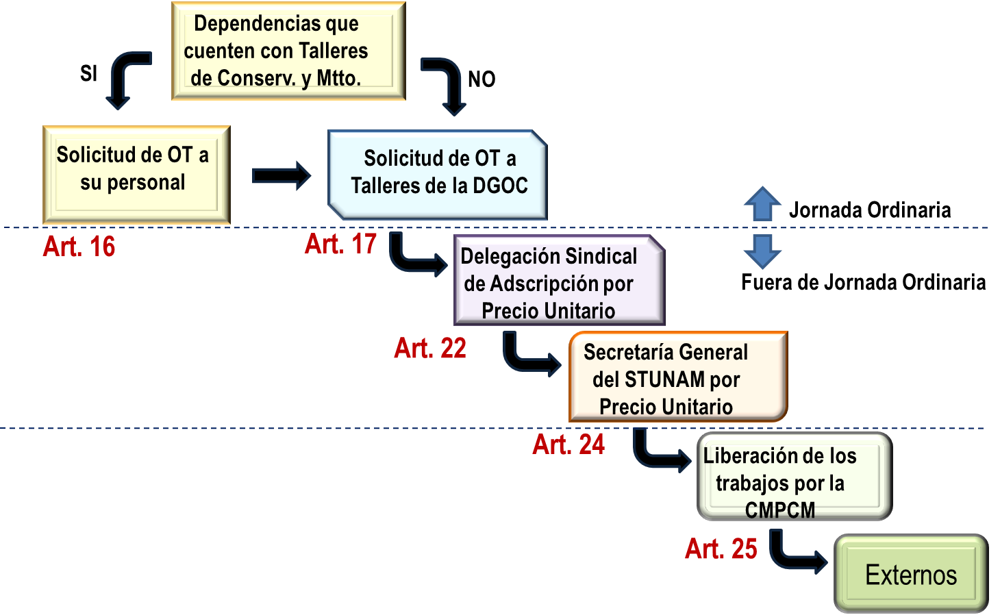 Dependencias que
cuenten con Talleres
de Conserv. y Mtto.
SI
NO
Solicitud de OT a
su personal
Solicitud de OT a
Talleres de la DGOC
Jornada Ordinaria
Art. 16
Art. 17
Delegación Sindical
de Adscripción por
Precio Unitario
Fuera de Jornada Ordinaria
Art. 22
Secretaría General
del STUNAM por
Precio Unitario
Art. 24
Liberación de los
trabajos por la
CMPCM
Art. 25
Externos